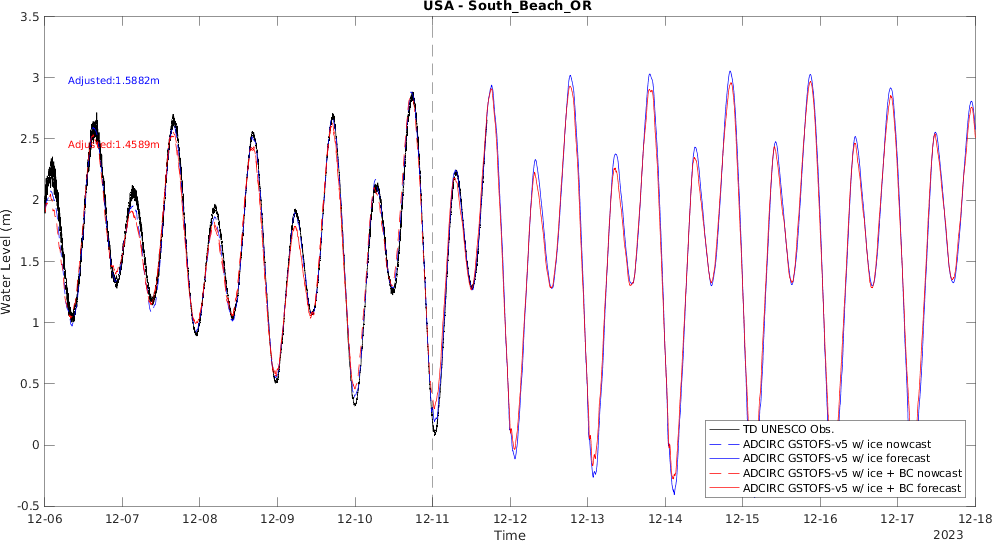 USA - South_Beach_OR
3.5
3
2.5
2
1.5
1
0.5
0
-0.5
Water Level (m)
Adjusted:1.5882m
Adjusted:1.4589m
TD UNESCO Obs.
ADCIRC GSTOFS-v5 w/ ice nowcast
ADCIRC GSTOFS-v5 w/ ice forecast
ADCIRC GSTOFS-v5 w/ ice + BC nowcast
ADCIRC GSTOFS-v5 w/ ice + BC forecast
12-06 12-07 12-08 12-09 12-10 12-11 12-12 12-13 12-14 12-15 12-16 12-17 12-18
Time
2023